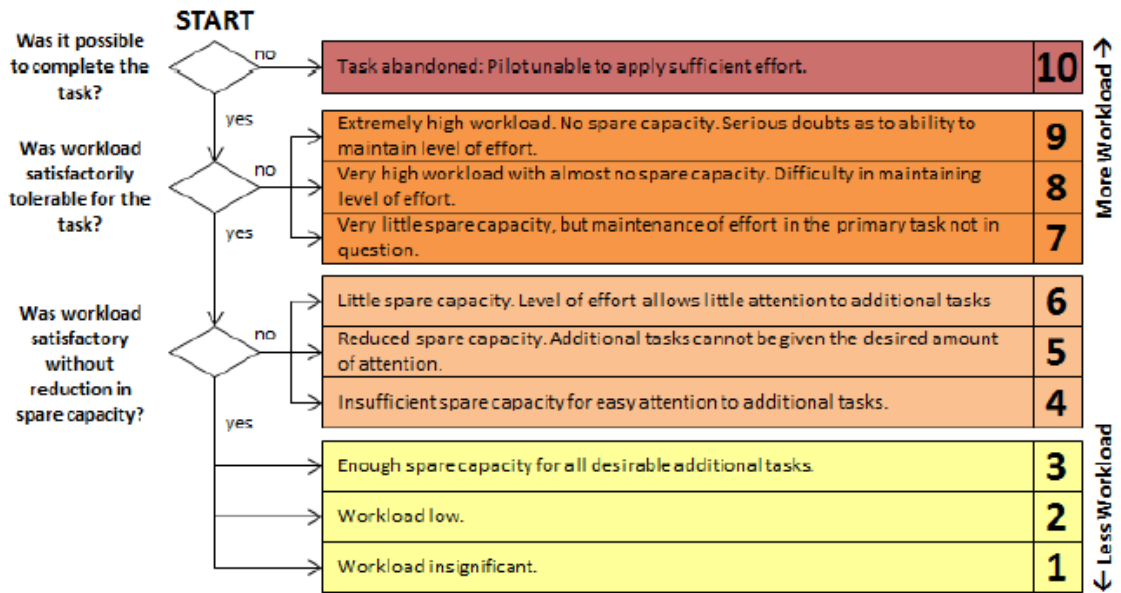 START
Was it possible
to complete the
task?
no
Task abandoned: Pilot unable to apply sufficient effort.
10
yes
Was workload
satisfactorily
tolerable for the
task?
no
Extremely high workload. No spare capacity. Serious doubts as to ability to
maintain level of effort.
9
Very high workload with almost no spare capacity. Difficulty in maintaining
level of effort.
8
Very little spare capacity, but maintenance of effort in the primary task not in
question.
7
yes
Was workload
satisfactory
without
reduction in
spare capacity?
no
Little spare capacity. Level of effort allows little attention to additional tasks
6
Reduced spare capacity. Additional tasks cannot be given the desired amount
of attention.
5
Insufficient spare capacity for easy attention to additional tasks.
4
yes
Enough spare capacity for all desirable additional tasks.
3
Workload low.
2
Workload insignificant.
1
More Workload →
← Less Workload